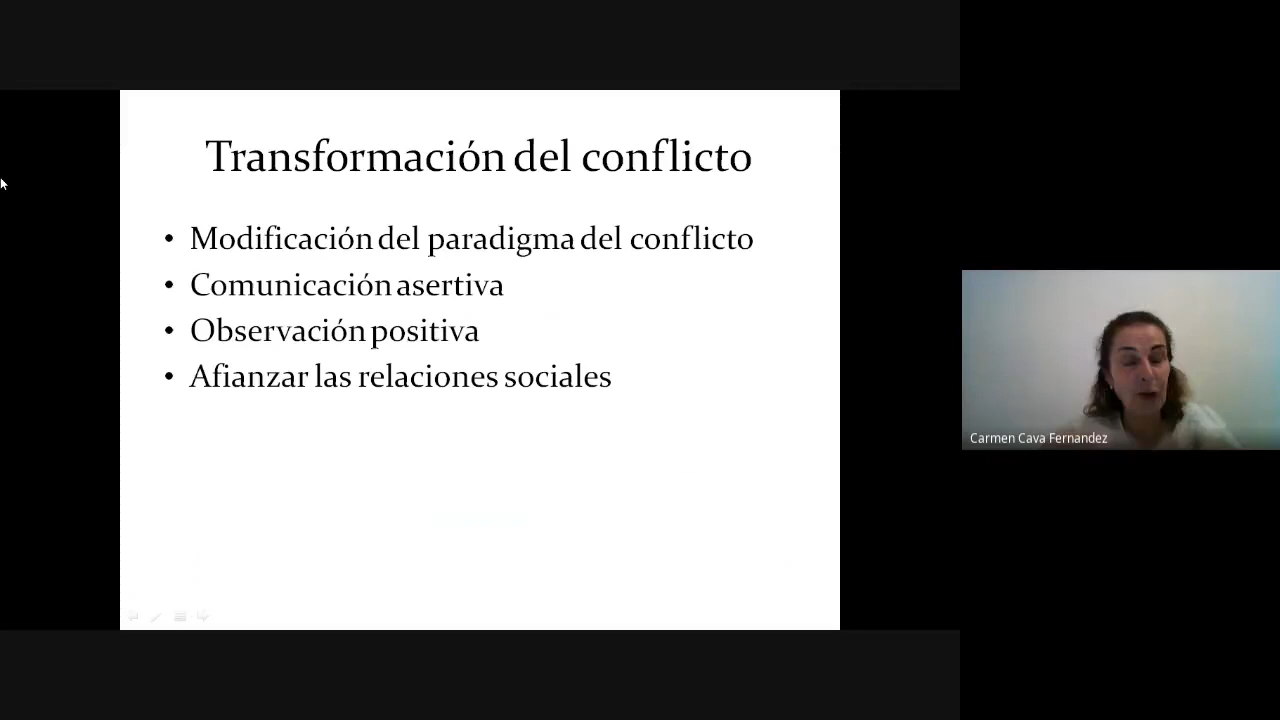 Transformación del conflicto
• Modificación del paradigma del conflicto
• Comunicación asertiva
• Observación positiva
• Afianzar las relaciones sociales
Carmen Cava Fernandez